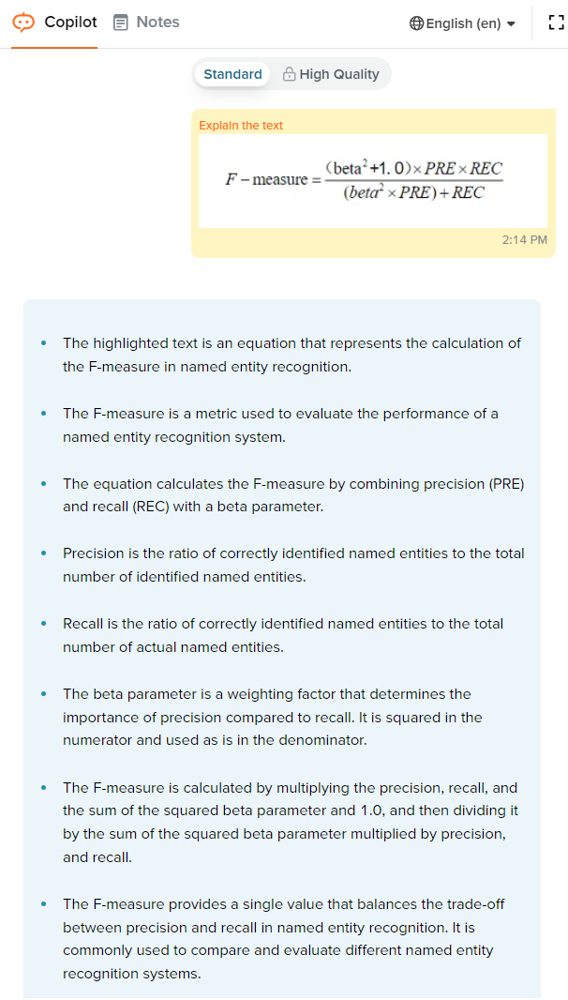 Copilot
Notes
English (en)
Standard
High Quality
Explain the text
F – measure = (beta²+1.0)×PRE×REC
(beta² × PRE)+REC
2:14 PM
• The highlighted text is an equation that represents the calculation of
the F-measure in named entity recognition.
• The F-measure is a metric used to evaluate the performance of a
named entity recognition system.
• The equation calculates the F-measure by combining precision (PRE)
and recall (REC) with a beta parameter.
• Precision is the ratio of correctly identified named entities to the total
number of identified named entities.
• Recall is the ratio of correctly identified named entities to the total
number of actual named entities.
• The beta parameter is a weighting factor that determines the
importance of precision compared to recall. It is squared in the
numerator and used as is in the denominator.
• The F-measure is calculated by multiplying the precision, recall, and
the sum of the squared beta parameter and 1.0, and then dividing it
by the sum of the squared beta parameter multiplied by precision,
and recall.
• The F-measure provides a single value that balances the trade-off
between precision and recall in named entity recognition. It is
commonly used to compare and evaluate different named entity
recognition systems.